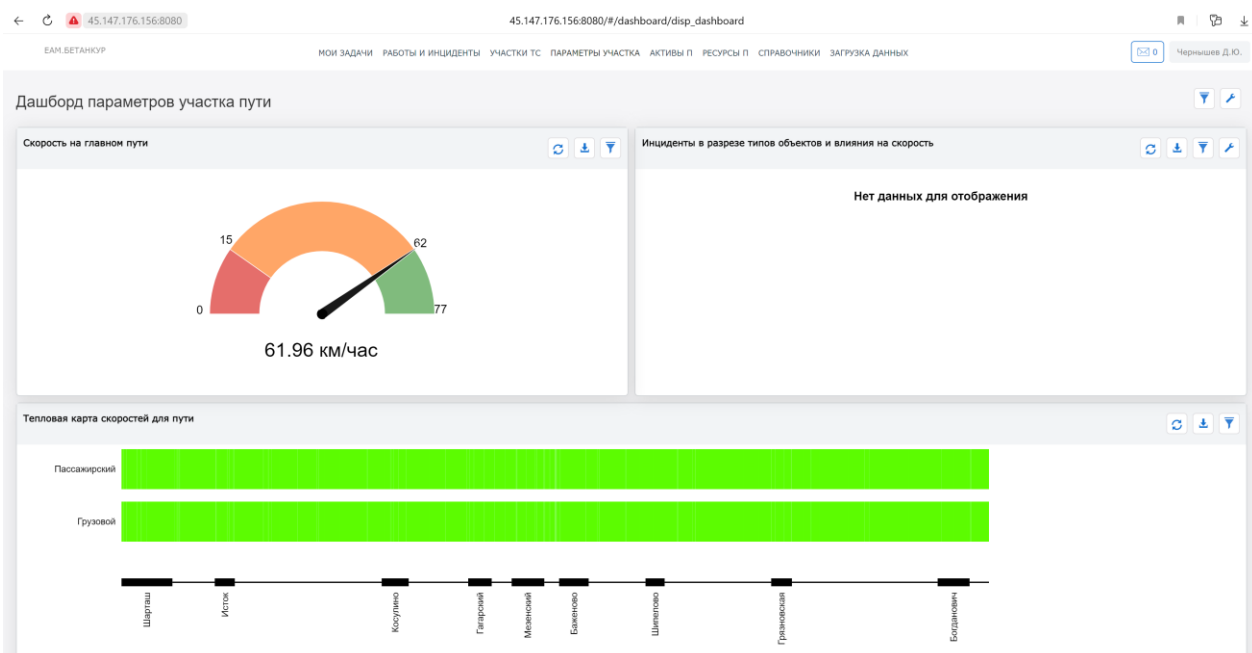 45.147.176.156:8080
45.147.176.156:8080/#/dashboard/disp_dashboard
ЕАМ.БЕТАНКУР
МОИ ЗАДАЧИ РАБОТЫ И ИНЦИДЕНТЫ УЧАСТКИ ТС ПАРАМЕТРЫ УЧАСТКА АКТИВЫ П РЕСУРСЫ П СПРАВОЧНИКИ ЗАГРУЗКА ДАННЫХ
0
Чернышев Д.Ю.
Дашборд параметров участка пути
Скорость на главном пути
0
15
62
77
61.96 км/час
Инциденты в разрезе типов объектов и влияния на скорость
Нет данных для отображения
Тепловая карта скоростей для пути
Пассажирский
Грузовой
Шарташ
Исток
Косулино
Гагарский
Мезенский
Баженово
Шипелово
Грязновская
Богданович